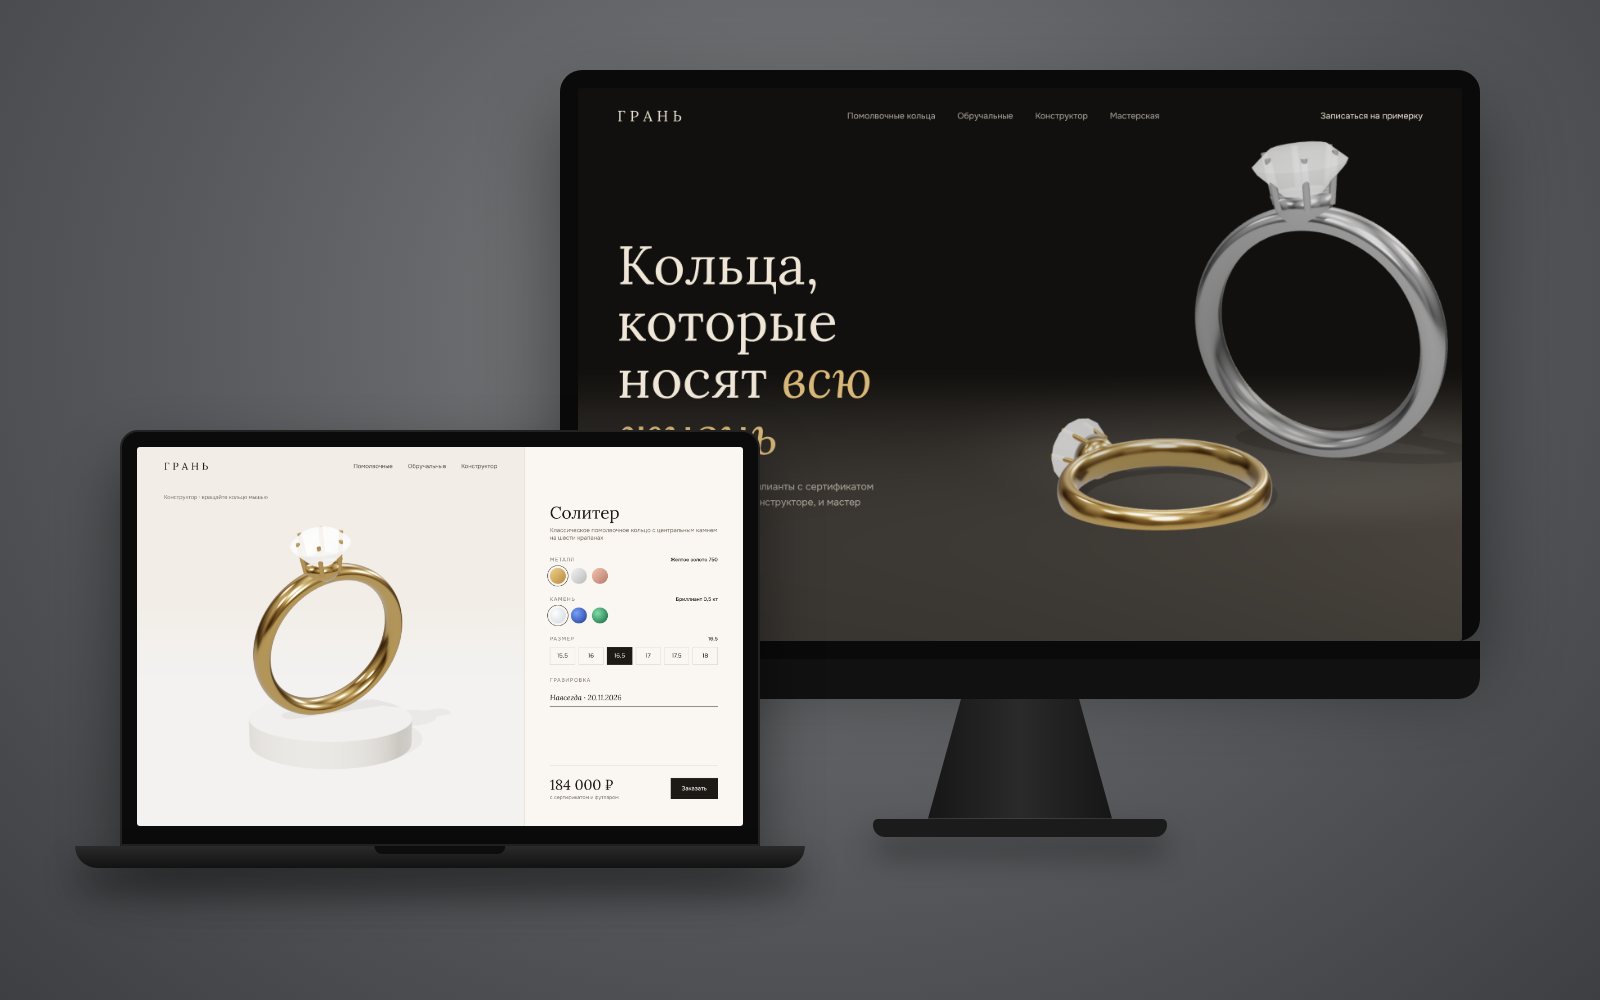 ГРАНЬ
Помолвочные кольца
Обручальные
Конструктор
Мастерская
Записаться на примерку
Кольца,
которые
носят всю
с сертификатом
и мастер
ГРАНЬ
Помолвочные
Обручальные
Конструктор
Конструктор · вращайте кольцо мышью
Солитер
Классическое помолвочное кольцо с центральным камнем
на шести крапанах
МЕТАЛЛ
Желтое золото 750
КАМЕНЬ
Бриллиант 0,5 кт
РАЗМЕР
16.5
15.5
16
16.5
17
17.5
18
ГРАВИРОВКА
Навсегда · 20.11.2026
184 000 ₽
с сертификатом и футляром
Заказать